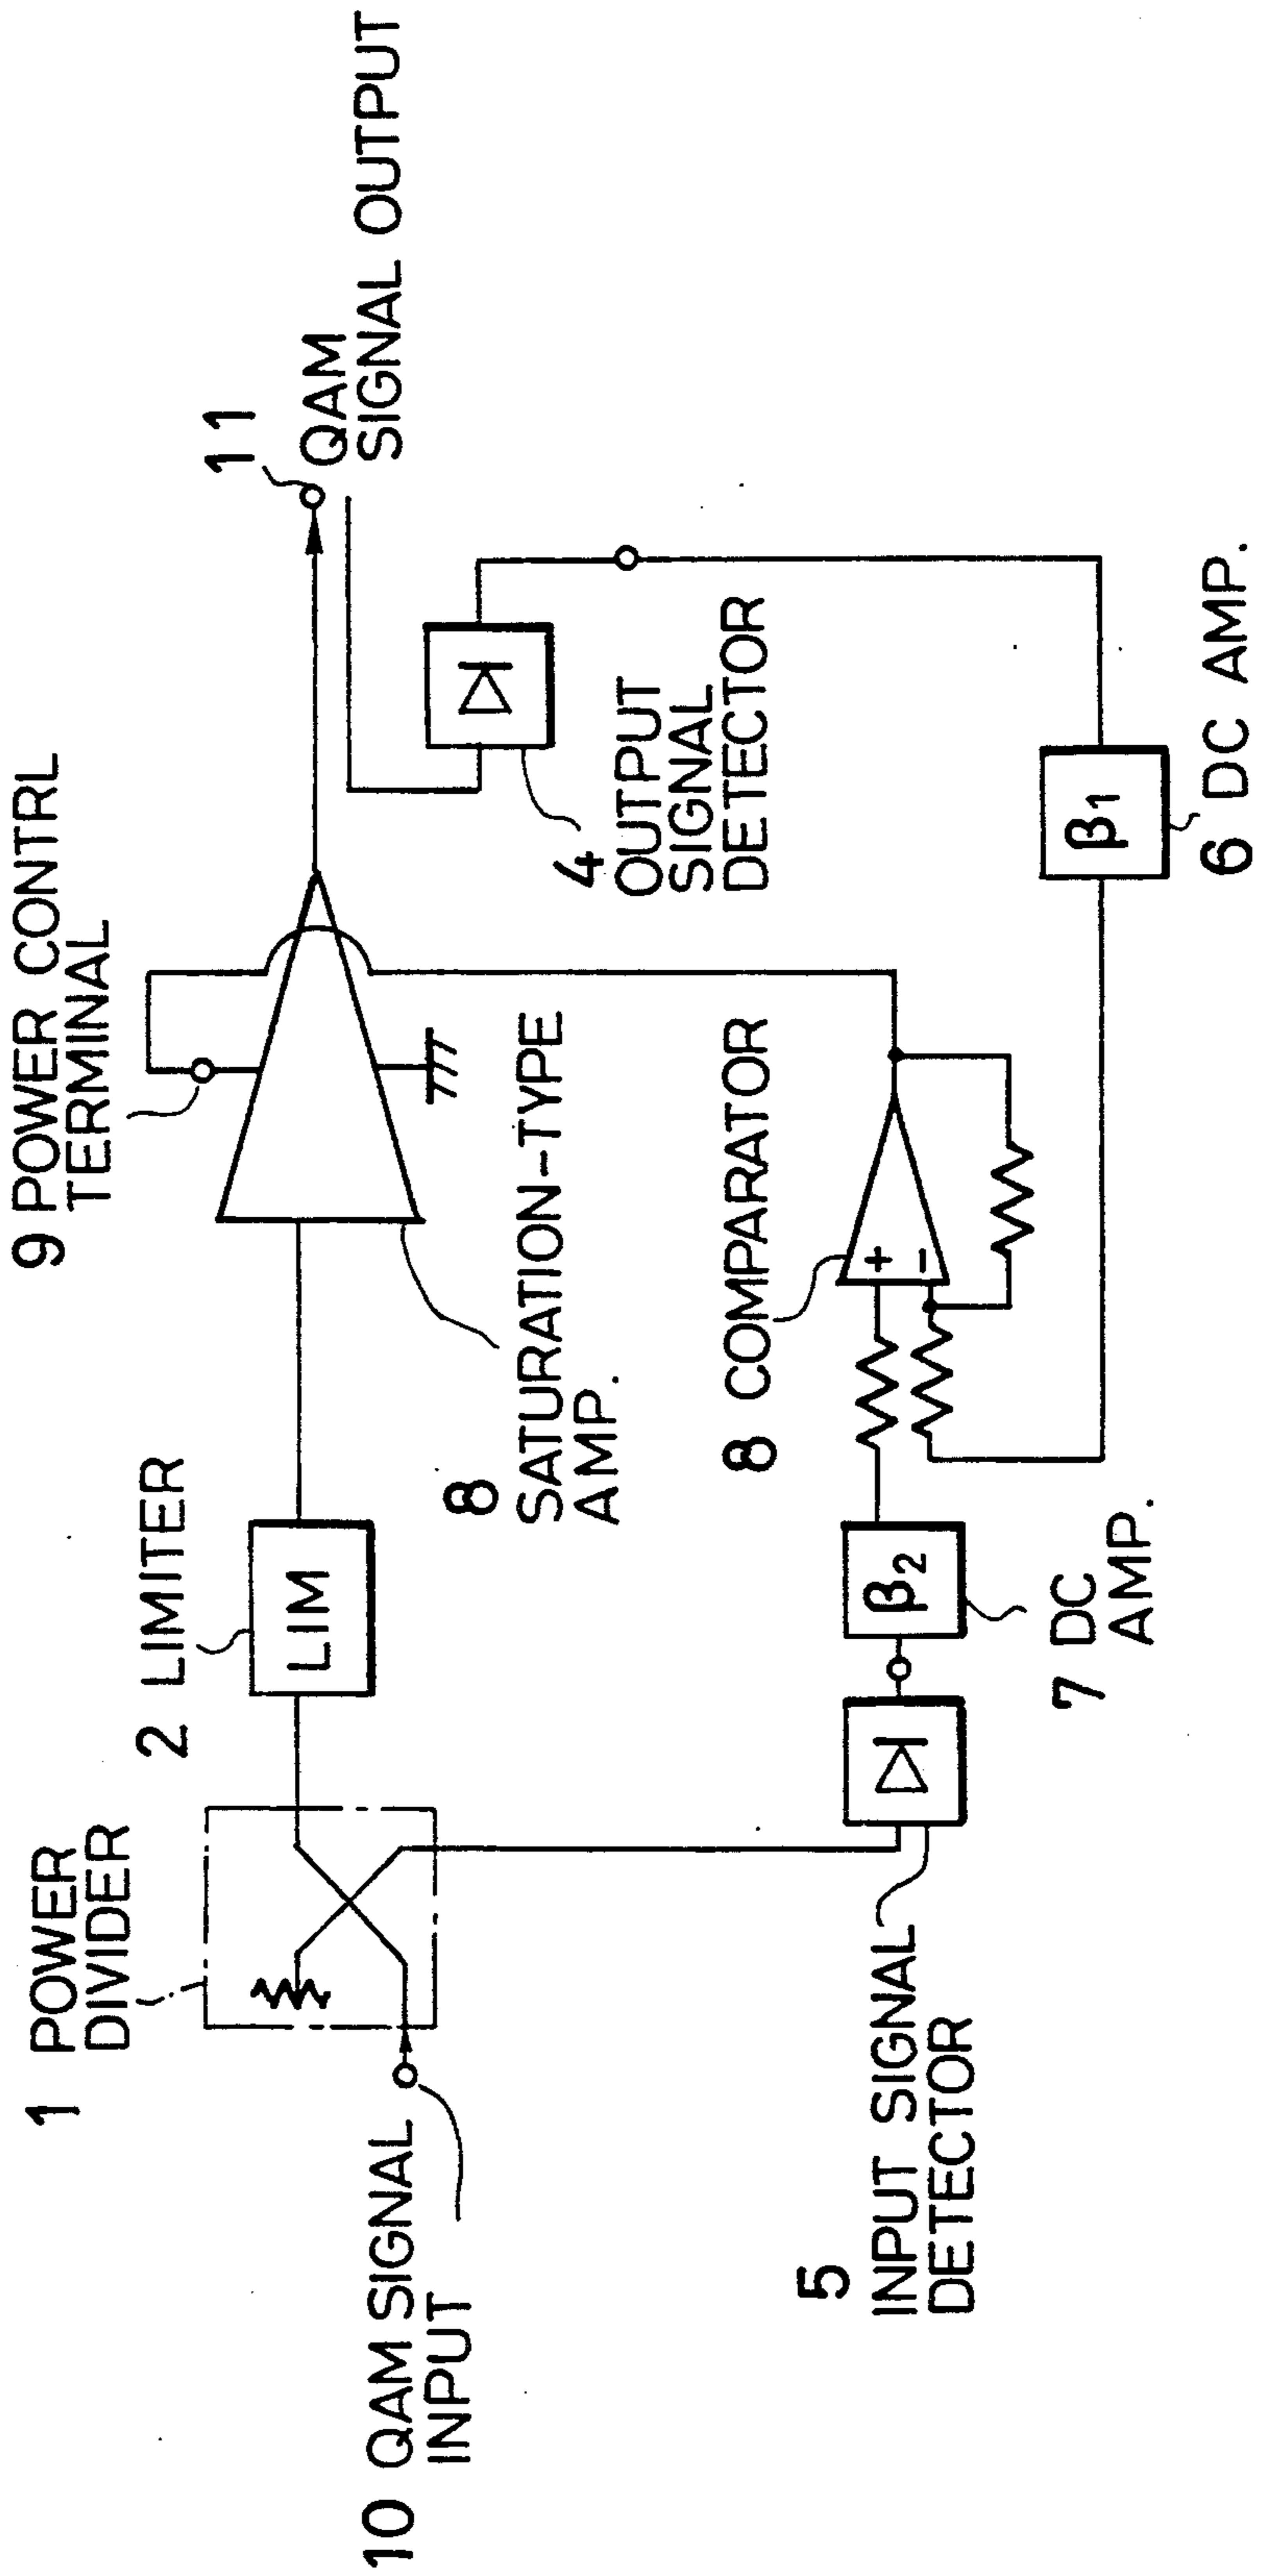 1 POWER
DIVIDER
2 LIMITER
LIM
9 POWER CONTRL
TERMINAL
8
SATURATION-TYPE
AMP.
11
QAM
SIGNAL OUTPUT
10 QAM SIGNAL
INPUT
4
OUTPUT
SIGNAL
DETECTOR
5
INPUT SIGNAL
DETECTOR
β2
7 DC
AMP.
8 COMPARATOR
+
−
β1
6 DC AMP.